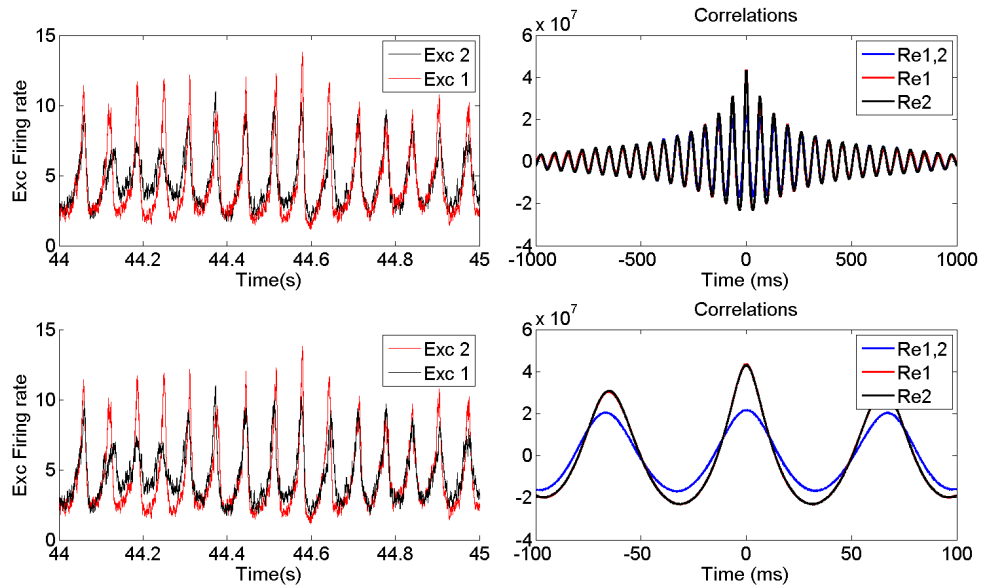 Exc Firing rate
15
10
5
0
44
44.2
44.4
44.6
44.8
45
Time(s)
Exc 2
Exc 1
Correlations
x 10^7
6
4
2
0
-2
-4
-1000
-500
0
500
1000
Time (ms)
Re1,2
Re1
Re2
Exc Firing rate
15
10
5
0
44
44.2
44.4
44.6
44.8
45
Time(s)
Exc 2
Exc 1
Correlations
x 10^7
6
4
2
0
-2
-4
-100
-50
0
50
100
Time (ms)
Re1,2
Re1
Re2